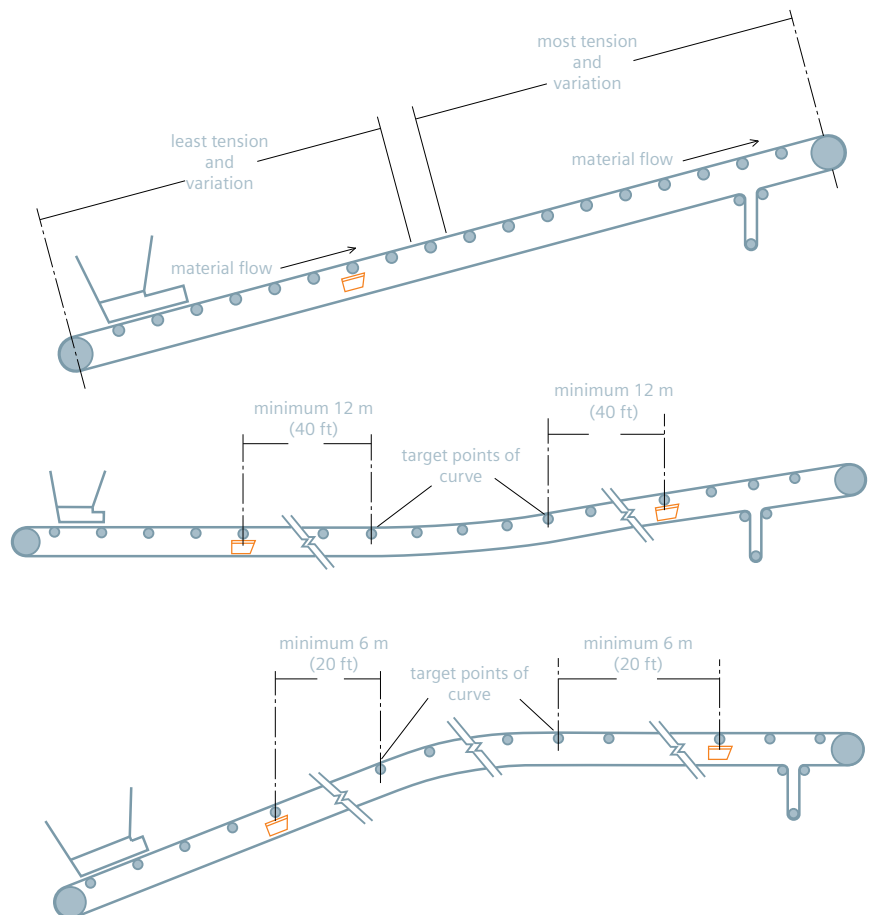 most tension
and
variation
least tension
and
variation
material flow
material flow
minimum 12 m
(40 ft)
minimum 12 m
(40 ft)
target points of
curve
minimum 6 m
(20 ft)
minimum 6 m
(20 ft)
target points of
curve